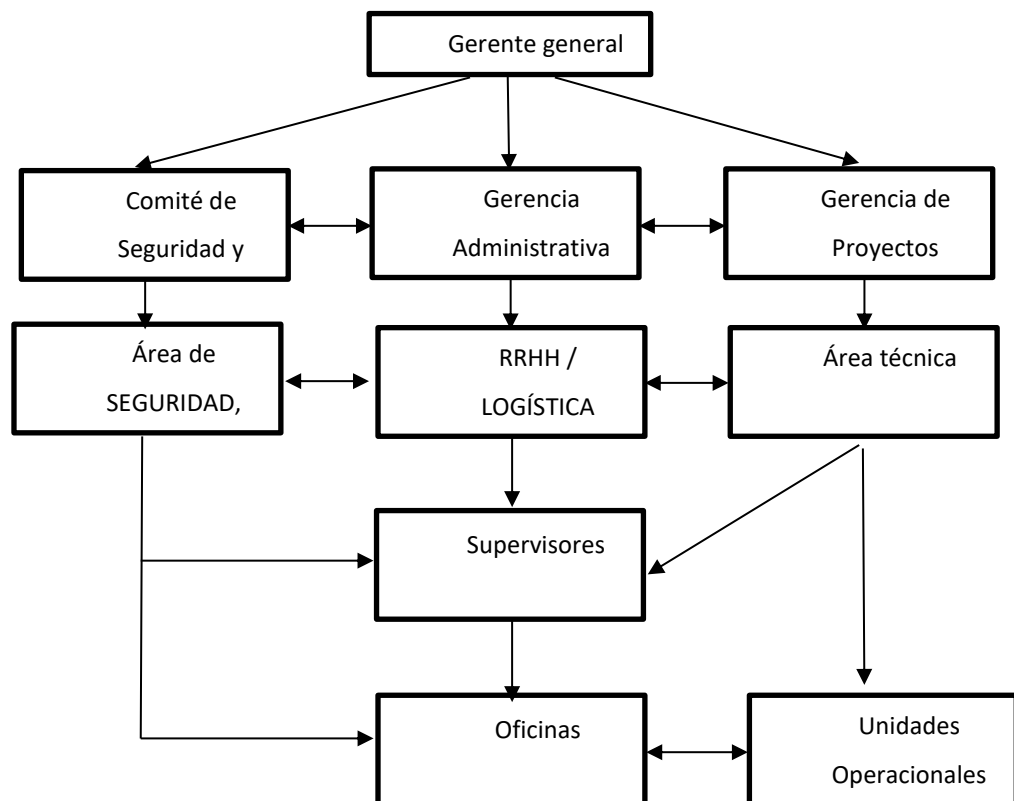 Gerente general
Comité de
Seguridad y
Gerencia
Administrativa
Gerencia de
Proyectos
Área de
SEGURIDAD,
RRHH /
LOGÍSTICA
Área técnica
Supervisores
Oficinas
Unidades
Operacionales